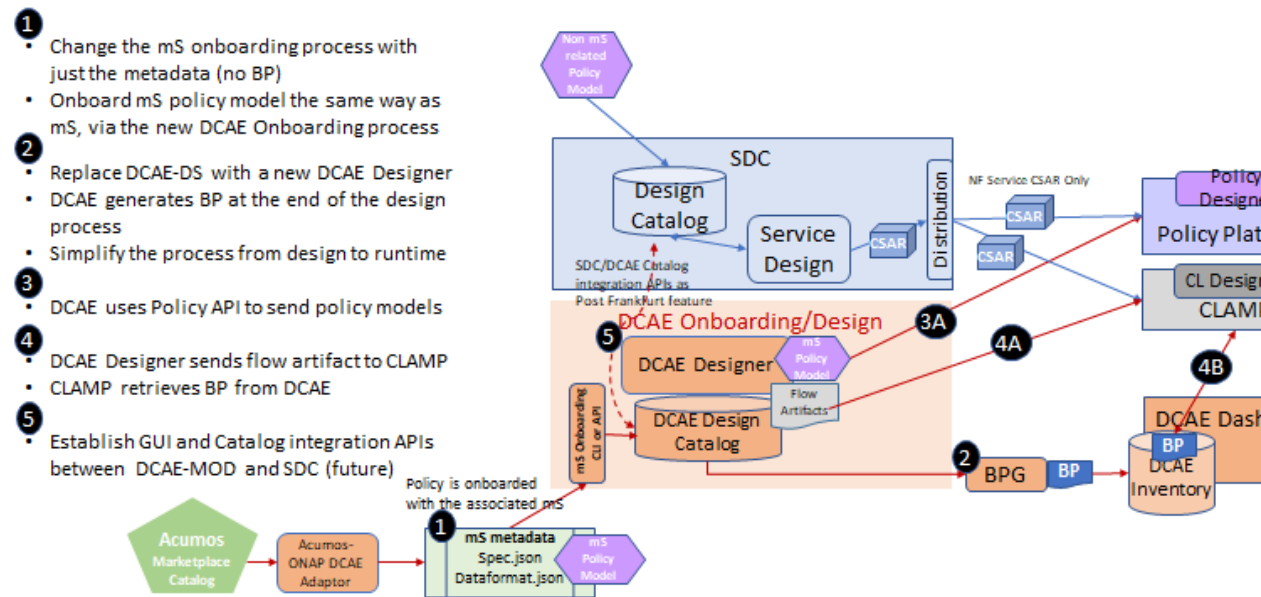 1
• Change the mS onboarding process with
just the metadata (no BP)
• Onboard mS policy model the same way as
mS, via the new DCAE Onboarding process
2
• Replace DCAE-DS with a new DCAE Designer
• DCAE generates BP at the end of the design
process
• Simplify the process from design to runtime
3
• DCAE uses Policy API to send policy models
4
• DCAE Designer sends flow artifact to CLAMP
• CLAMP retrieves BP from DCAE
5
• Establish GUI and Catalog integration APIs
between DCAE-MOD and SDC (future)
Non mS
related
Policy
Model
SDC
Design
Catalog
Service
Design
CSAR
Distribution
NF Service CSAR Only
CSAR
CSAR
Policy
Designe
Policy Platf
CL Design
CLAMP
SDC/DCAE Catalog
integration APIs as
Post Frankfurt feature
DCAE Onboarding/Design
5
DCAE Designer
mS
Policy
Model
Flow
Artifacts
DCAE Design
Catalog
mS Onboarding
CLI or API
3A
4A
4B
2
BPG
BP
DCAE Dash
BP
DCAE
Inventory
Policy is onboarded
with the associated mS
1
mS metadata
Spec.json
Dataformat.json
mS
Policy
Model
Acumos
Marketplace
Catalog
Acumos-
ONAP DCAE
Adaptor